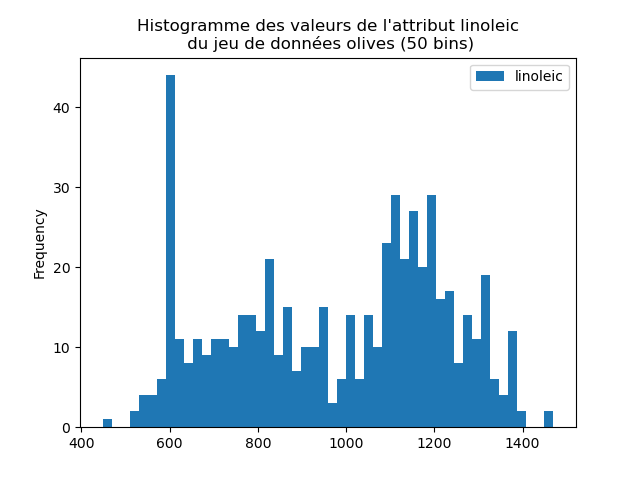 Histogramme des valeurs de l'attribut linoleic
du jeu de données olives (50 bins)
linoleic
Frequency
40
30
20
10
0
400 600 800 1000 1200 1400